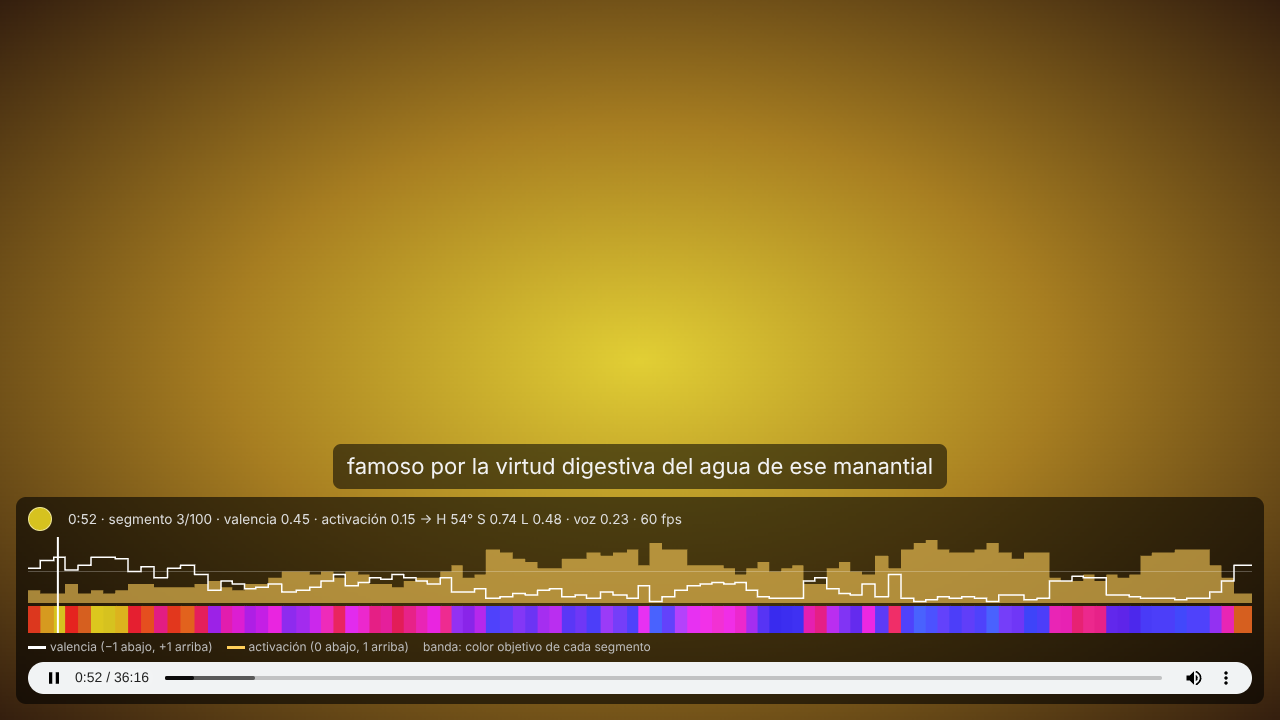 famoso por la virtud digestiva del agua de ese manantial
0:52 · segmento 3/100 · valencia 0.45 · activación 0.15 → H 54° S 0.74 L 0.48 · voz 0.23 · 60 fps
valencia (−1 abajo, +1 arriba) activación (0 abajo, 1 arriba) banda: color objetivo de cada segmento
0:52 / 36:16